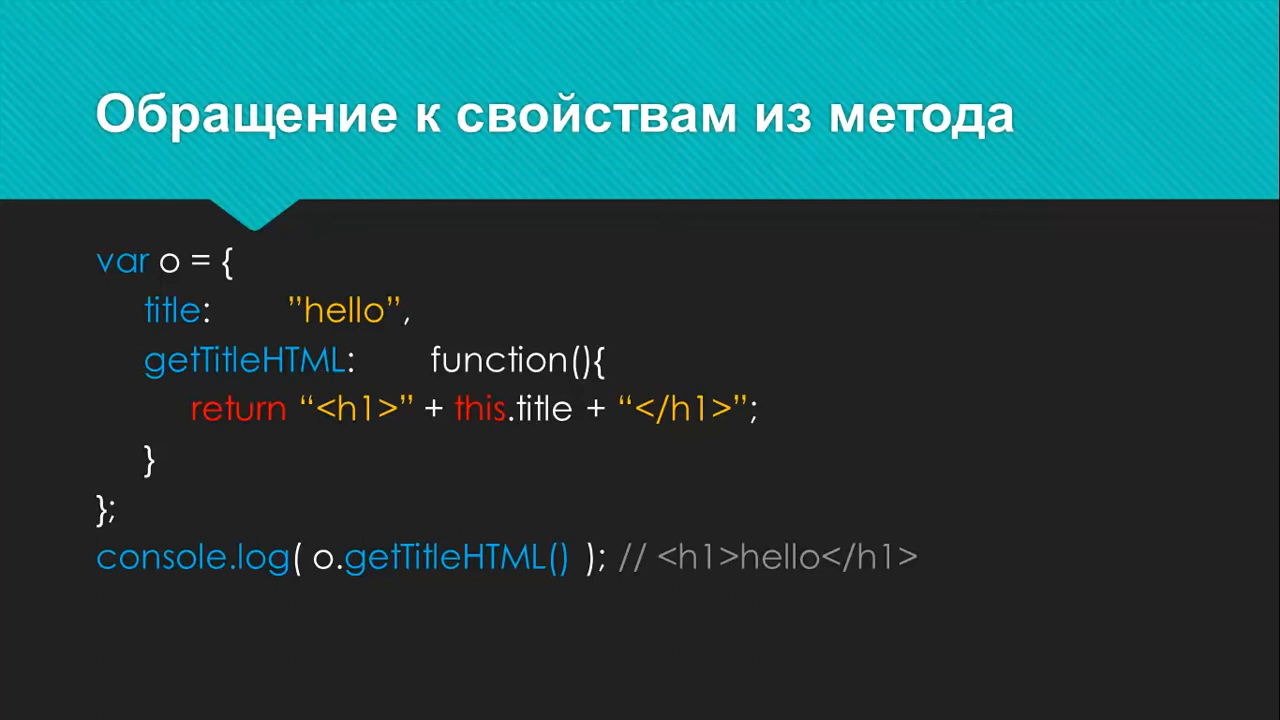 Обращение к свойствам из метода
var o = {
title: ”hello”,
getTitleHTML: function(){
return “<h1>” + this.title + “</h1>”;
}
};
console.log( o.getTitleHTML() ); // <h1>hello</h1>